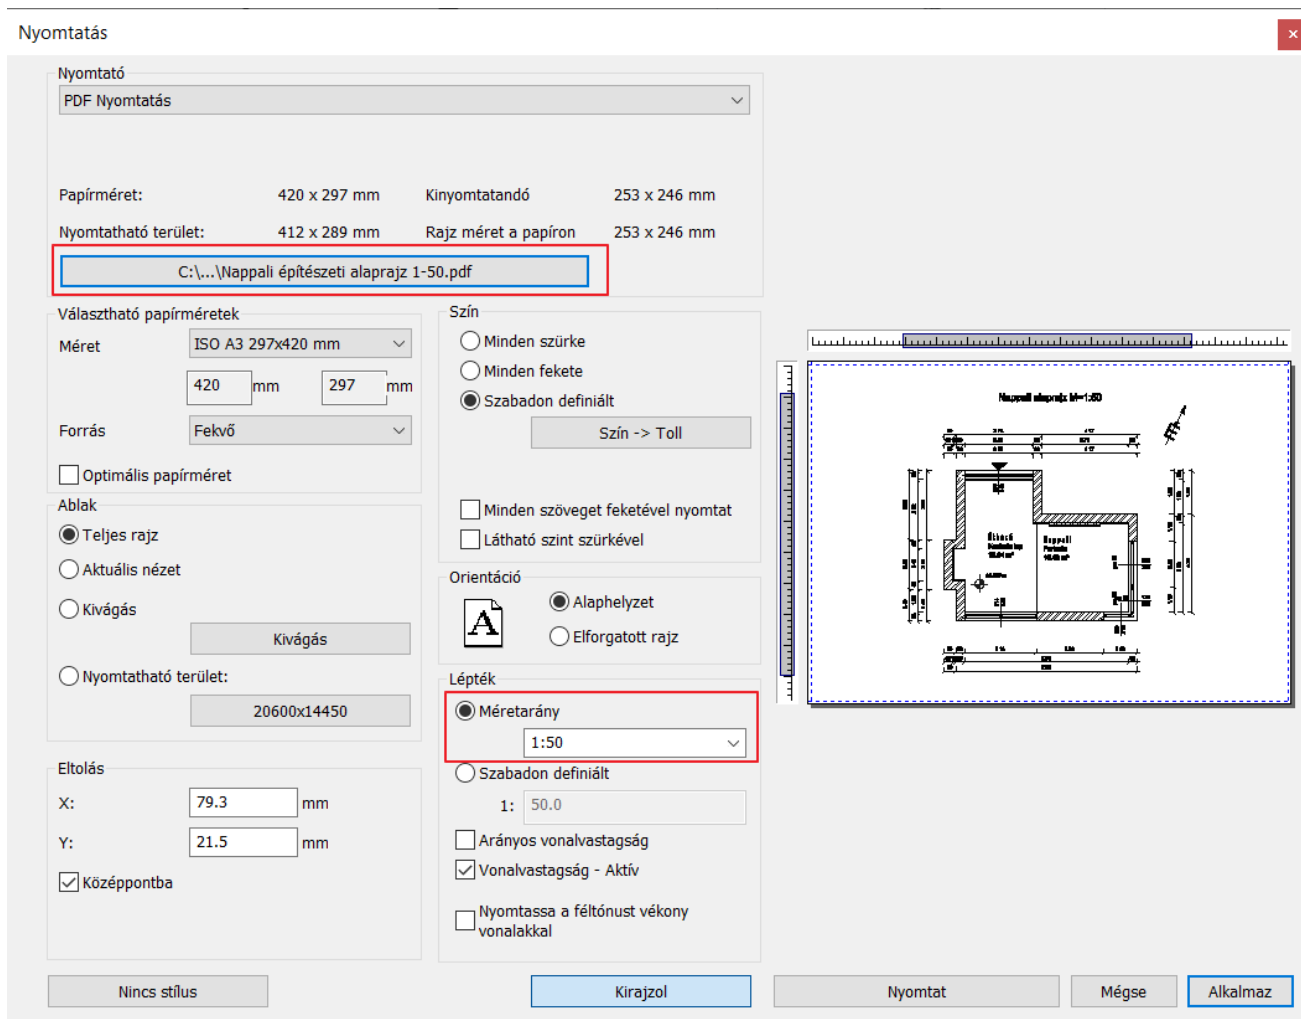 Nyomtatás
Nyomtató
PDF Nyomtatás
Papírméret: 420 x 297 mm Kinyomtatandó 253 x 246 mm
Nyomtatható terület: 412 x 289 mm Rajz méret a papíron 253 x 246 mm
C:\...\Nappali építészeti alaprajz 1-50.pdf
Választható papírméretek
Méret ISO A3 297x420 mm
420 mm 297 mm
Forrás Fekvő
Optimális papírméret
Ablak
Teljes rajz
Aktuális nézet
Kivágás
Kivágás
Nyomtatható terület:
20600x14450
Eltolás
X: 79.3 mm
Y: 21.5 mm
Középpontba
Szín
Minden szürke
Minden fekete
Szabadon definiált
Szín -> Toll
Minden szöveget feketével nyomtat
Látható szint szürkével
Orientáció
A
Alaphelyzet
Elforgatott rajz
Lépték
Méretarány
1:50
Szabadon definiált
1: 50.0
Arányos vonalvastagság
Vonalvastagság - Aktív
Nyomtassa a féltónust vékony
vonalakkal
Nappali alaprajz M=1:50
Nappali
Nincs stílus Kirajzol Nyomtat Mégse Alkalmaz